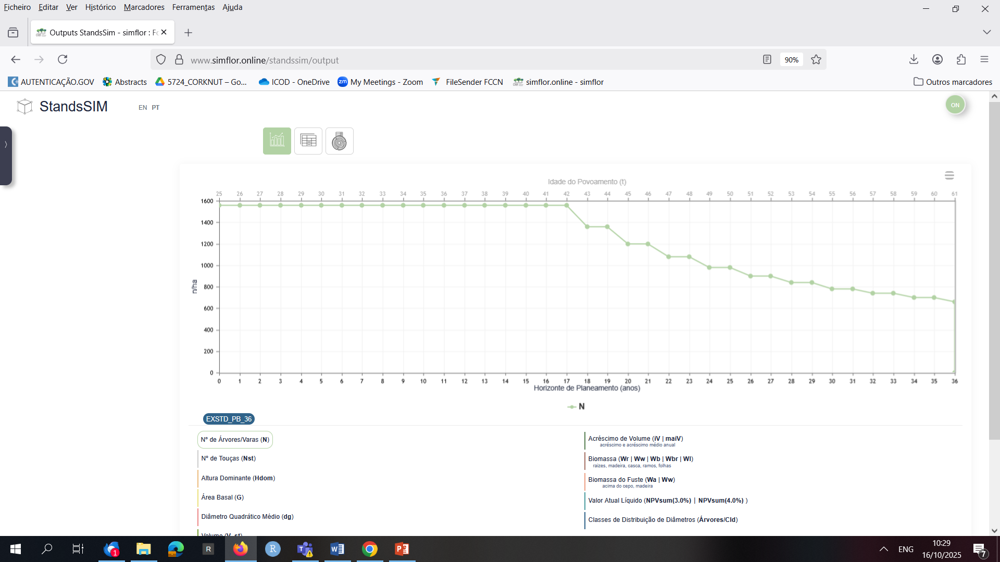 Ficheiro Editar Ver Histórico Marcadores Ferramentas Ajuda
Outputs StandsSim - simflor : Fo
www.simflor.online/standssim/output
90%
AUTENTICAÇÃO.GOV Abstracts 5724_CORKNUT – Go... ICOD - OneDrive zm My Meetings - Zoom FileSender FCCN simflor.online - simflor Outros marcadores
StandsSIM EN PT ON
Idade do Povoamento (t)
25 26 27 28 29 30 31 32 33 34 35 36 37 38 39 40 41 42 43 44 45 46 47 48 49 50 51 52 53 54 55 56 57 58 59 60 61
1600
1400
1200
1000
800
600
400
200
0
n/ha
0 1 2 3 4 5 6 7 8 9 10 11 12 13 14 15 16 17 18 19 20 21 22 23 24 25 26 27 28 29 30 31 32 33 34 35 36
Horizonte de Planeamento (anos)
N
EXSTD_PB_36
Nº de Árvores/Varas (N)
Nº de Touças (Nst)
Altura Dominante (Hdom)
Área Basal (G)
Diâmetro Quadrático Médio (dg)
Volume (V_st)
Acréscimo de Volume (iV | maiV)
acréscimo e acréscimo médio anual
Biomassa (Wr | Ww | Wb | Wbr | Wl)
raizes, madeira, casca, ramos, folhas
Biomassa do Fuste (Wa | Ww)
acima do cepo, madeira
Valor Atual Líquido (NPVsum(3.0%) | NPVsum(4.0%) )
Classes de Distribuição de Diâmetros (Árvores/Cld)
1 R R ENG
10:29
16/10/2025
7